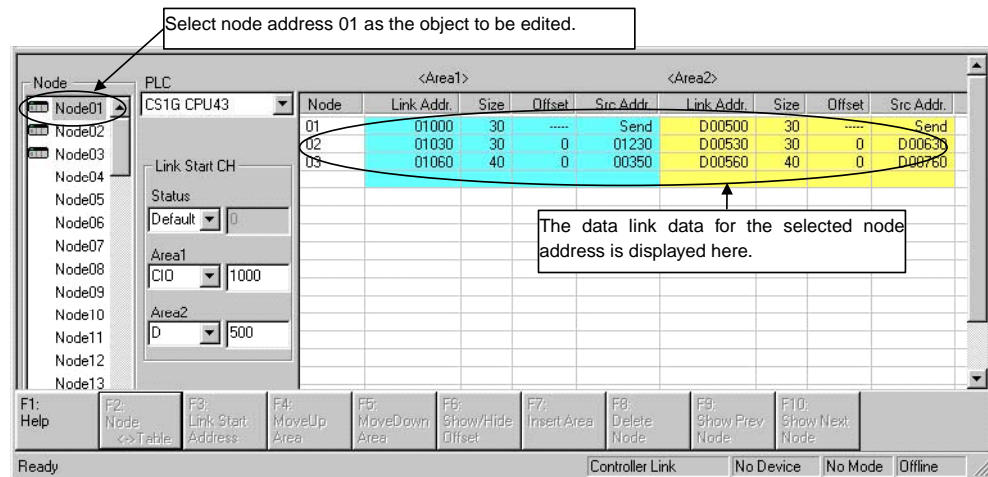 Select node address 01 as the object to be edited.
Node
PLC
<Area1>
<Area2>
Node01
CS1G CPU43
Node Link Addr. Size Offset Src Addr. Link Addr. Size Offset Src Addr.
01 01000 30 ----- Send D00500 30 ----- Send
02 01030 30 0 01230 D00530 30 0 D00630
03 01060 40 0 00350 D00560 40 0 D00760
Node02
Node03
Node04
Node05
Node06
Node07
Node08
Node09
Node10
Node11
Node12
Node13
Link Start CH
Status
Default 0
Area1
CIO 1000
Area2
D 500
The data link data for the selected node
address is displayed here.
F1:
Help
F2:
Node
<->Table
F3:
Link Start
Address
F4:
MoveUp
Area
F5:
MoveDown
Area
F6:
Show/Hide
Offset
F7:
Insert Area
F8:
Delete
Node
F9:
Show Prev
Node
F10:
Show Next
Node
Ready
Controller Link
No Device
No Mode
Offline